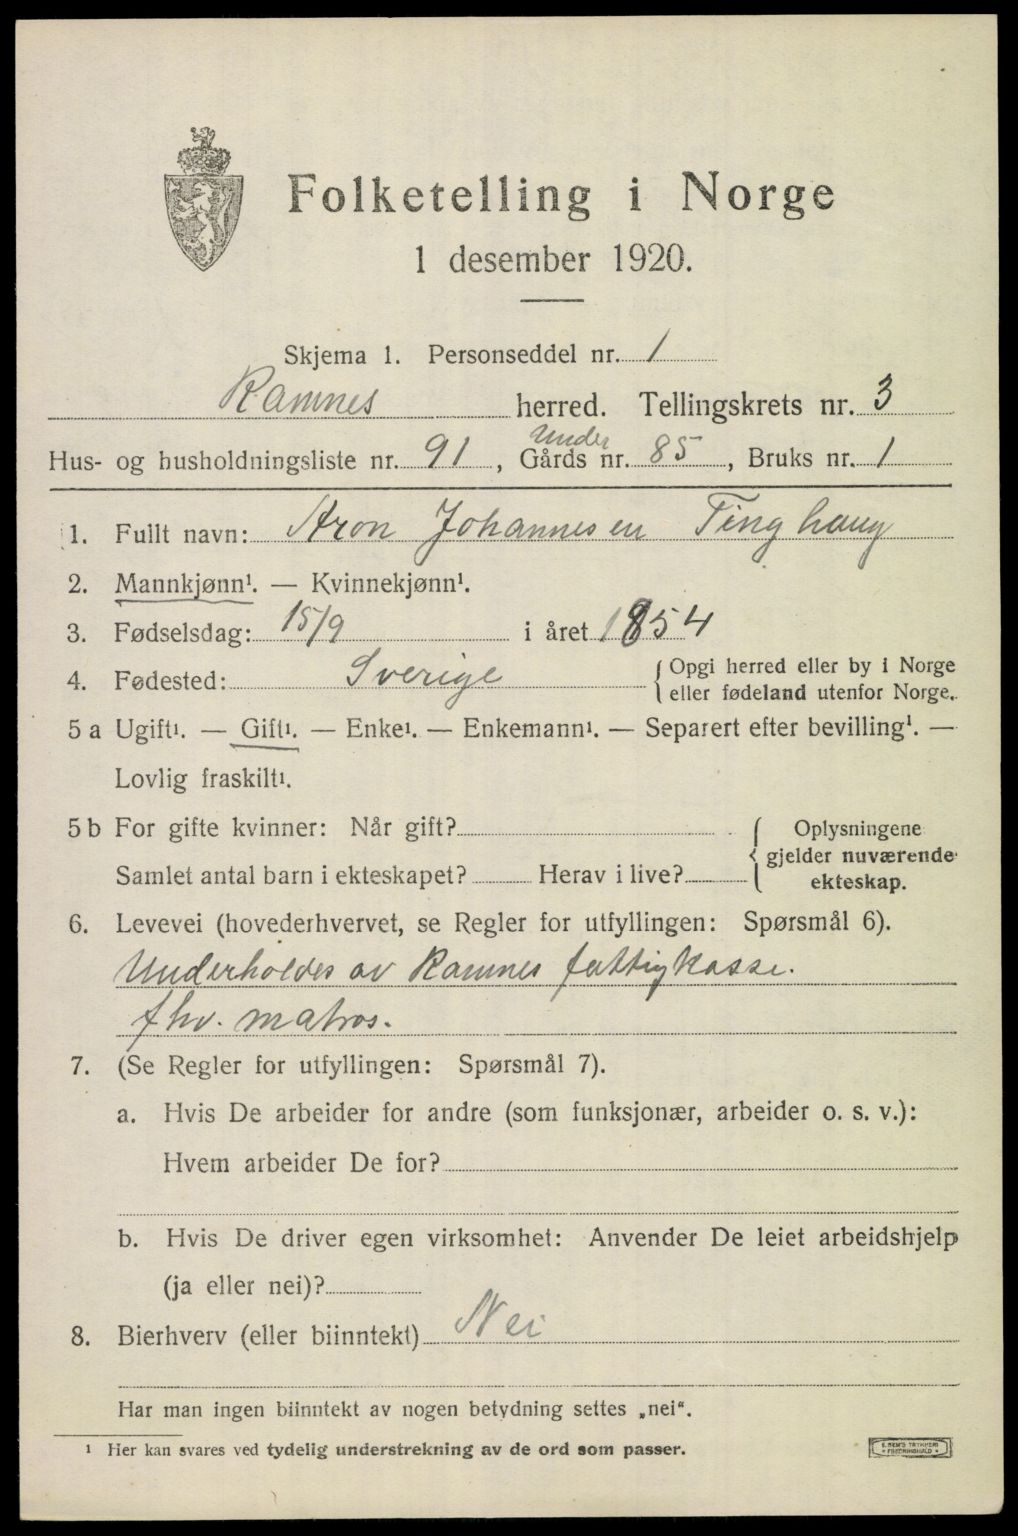 Folketelling i Norge
1 desember 1920.
Skjema 1. Personseddel nr. 1
Ramnes herred. Tellingskrets nr. 3
Hus- og husholdningsliste nr. 91, Under Gårds nr. 85, Bruks nr. 1
1. Fullt navn: Aron Johannesen Tinghaug
2. Mannkjønn¹. — Kvinnekjønn¹.
3. Fødselsdag: 15/9 i året 1854
4. Fødested: Sverige { Opgi herred eller by i Norge
eller fødeland utenfor Norge.
5 a Ugift¹. — Gift¹. — Enke¹. — Enkemann¹. — Separert efter bevilling¹. —
Lovlig fraskilt¹.
5 b For gifte kvinner: Når gift? { Oplysningene
gjelder nuværende
ekteskap.
Samlet antal barn i ekteskapet? Herav i live?
6. Levevei (hovederhvervet, se Regler for utfyllingen: Spørsmål 6).
Underholdes av Ramnes fattigkasse.
fhv. matros.
7. (Se Regler for utfyllingen: Spørsmål 7).
a. Hvis De arbeider for andre (som funksjonær, arbeider o. s. v.):
Hvem arbeider De for?
b. Hvis De driver egen virksomhet: Anvender De leiet arbeidshjelp
(ja eller nei)?
8. Bierhverv (eller biinntekt) Nei
Har man ingen biinntekt av nogen betydning settes „nei“.
¹ Her kan svares ved tydelig understrekning av de ord som passer.